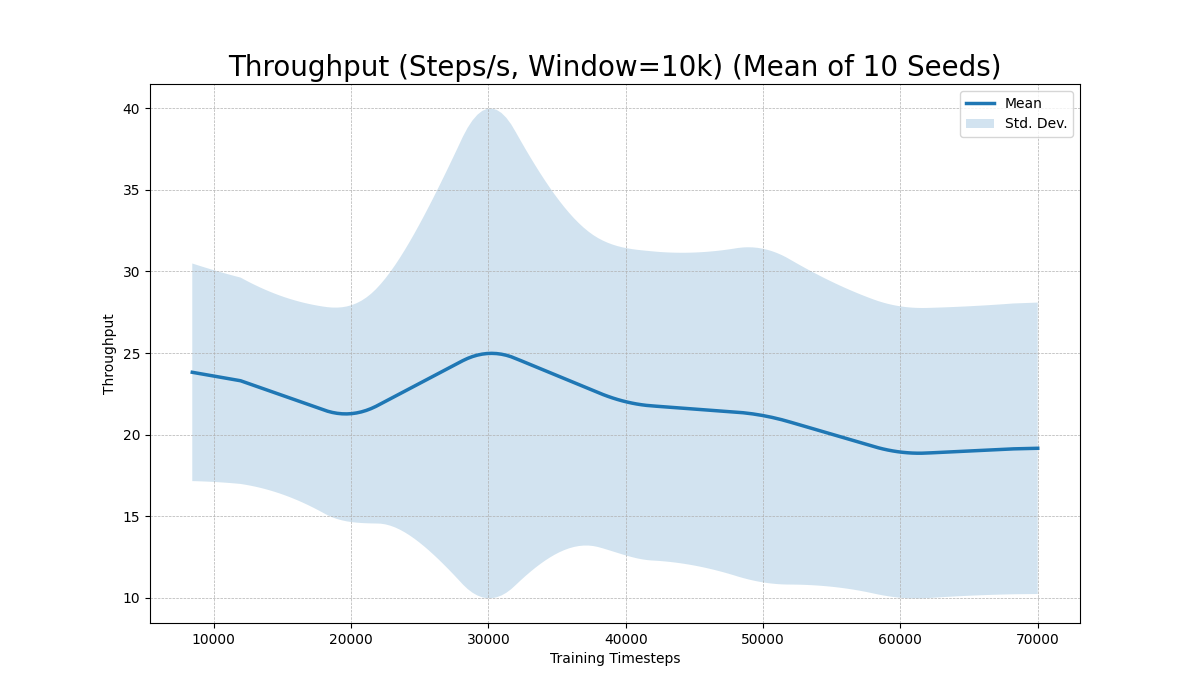 Throughput (Steps/s, Window=10k) (Mean of 10 Seeds)
Mean
Std. Dev.
Throughput
40
35
30
25
20
15
10
10000 20000 30000 40000 50000 60000 70000
Training Timesteps